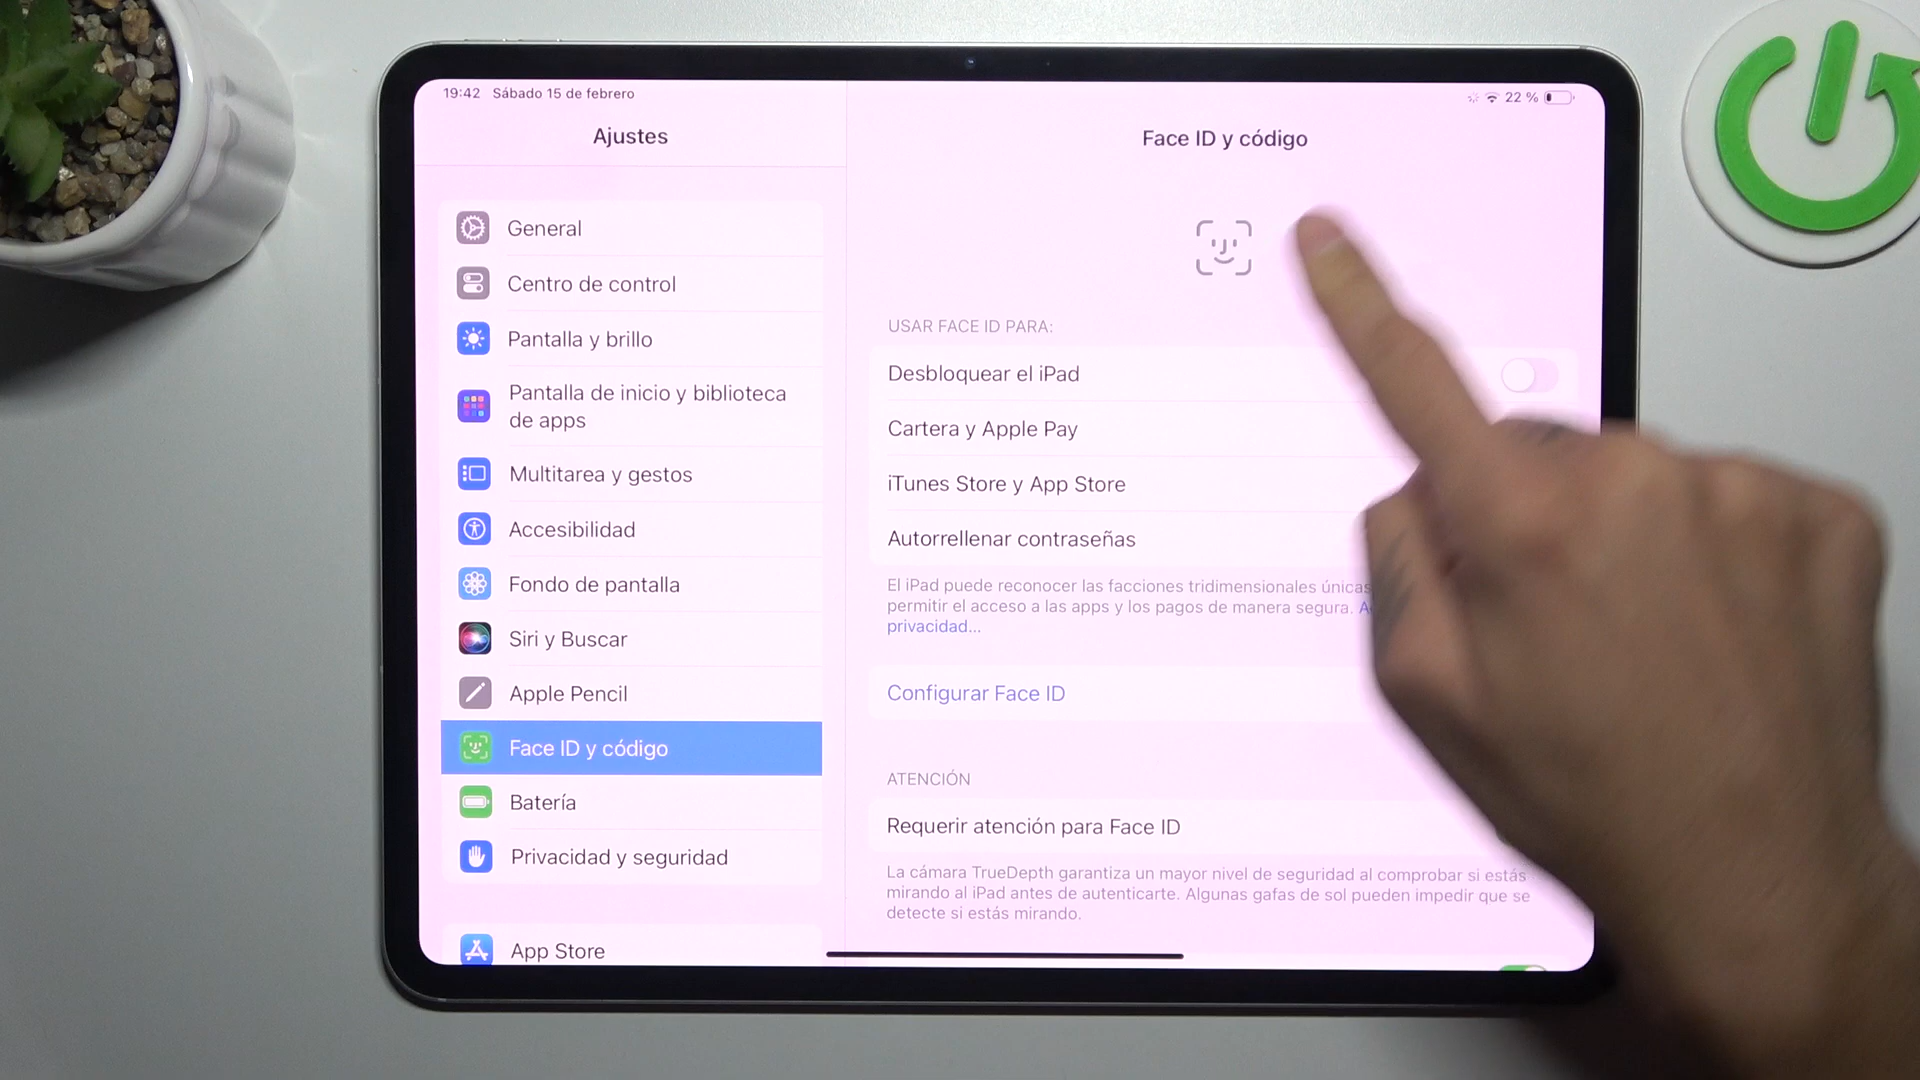 19:42 Sábado 15 de febrero
22 %
Ajustes
General
Centro de control
Pantalla y brillo
Pantalla de inicio y biblioteca
de apps
Multitarea y gestos
Accesibilidad
Fondo de pantalla
Siri y Buscar
Apple Pencil
Face ID y código
Batería
Privacidad y seguridad
App Store
Face ID y código
USAR FACE ID PARA:
Desbloquear el iPad
Cartera y Apple Pay
iTunes Store y App Store
Autorrellenar contraseñas
El iPad puede reconocer las facciones tridimensionales únicas
permitir el acceso a las apps y los pagos de manera segura.
privacidad...
Configurar Face ID
ATENCIÓN
Requerir atención para Face ID
La cámara TrueDepth garantiza un mayor nivel de seguridad al comprobar si estás
mirando al iPad antes de autenticarte. Algunas gafas de sol pueden impedir que se
detecte si estás mirando.